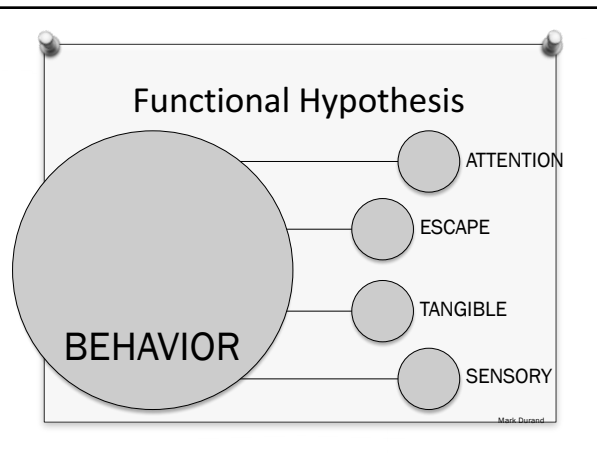 Functional Hypothesis
ATTENTION
ESCAPE
TANGIBLE
BEHAVIOR
SENSORY
Mark Durand